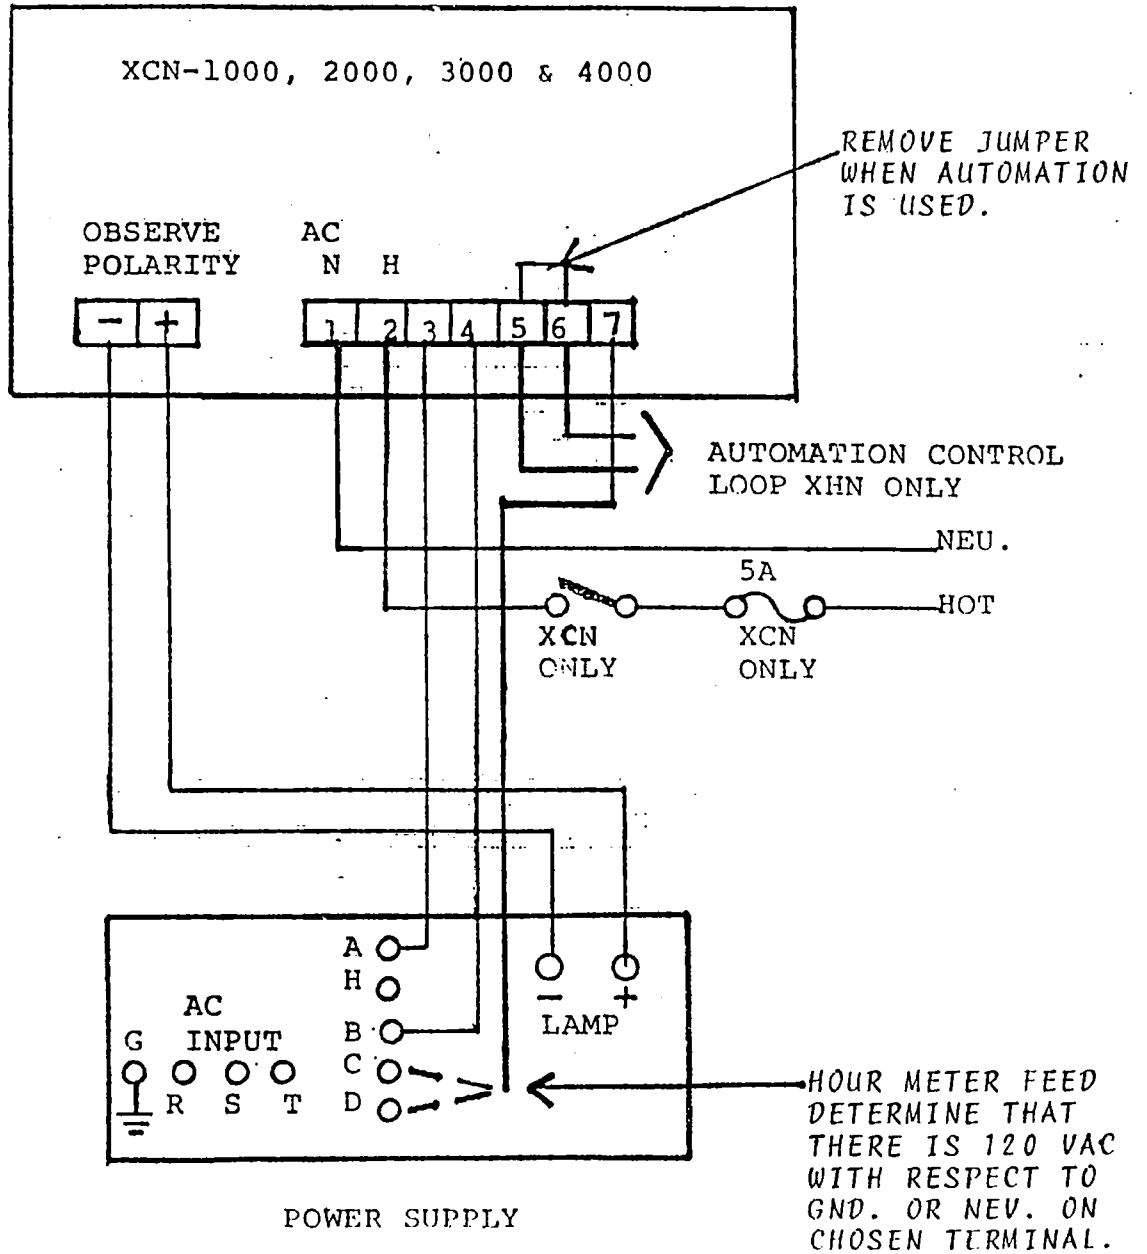 XCN-1000, 2000, 3000 & 4000
REMOVE JUMPER
WHEN AUTOMATION
IS USED.
OBSERVE
POLARITY
AC
N H
- +
1 2 3 4 5 6 7
AUTOMATION CONTROL
LOOP XHN ONLY
NEU.
5A
HOT
XCN
ONLY
XCN
ONLY
A
H
B
C
D
- +
LAMP
AC
INPUT
G
R S T
HOUR METER FEED
DETERMINE THAT
THERE IS 120 VAC
WITH RESPECT TO
GND. OR NEV. ON
CHOSEN TERMINAL.
POWER SUPPLY